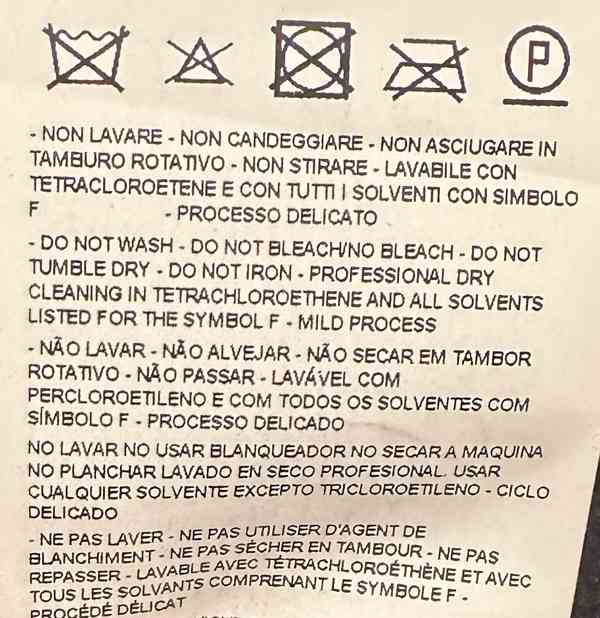 P
- NON LAVARE - NON CANDEGGIARE - NON ASCIUGARE IN
TAMBURO ROTATIVO - NON STIRARE - LAVABILE CON
TETRACLOROETENE E CON TUTTI I SOLVENTI CON SIMBOLO
F - PROCESSO DELICATO
- DO NOT WASH - DO NOT BLEACH/NO BLEACH - DO NOT
TUMBLE DRY - DO NOT IRON - PROFESSIONAL DRY
CLEANING IN TETRACHLOROETHENE AND ALL SOLVENTS
LISTED FOR THE SYMBOL F - MILD PROCESS
- NÃO LAVAR - NÃO ALVEJAR - NÃO SECAR EM TAMBOR
ROTATIVO - NÃO PASSAR - LAVÁVEL COM
PERCLOROETILENO E COM TODOS OS SOLVENTES COM
SÍMBOLO F - PROCESSO DELICADO
NO LAVAR NO USAR BLANQUEADOR NO SECAR A MAQUINA
NO PLANCHAR LAVADO EN SECO PROFESIONAL. USAR
CUALQUIER SOLVENTE EXCEPTO TRICLOROETILENO - CICLO
DELICADO
- NE PAS LAVER - NE PAS UTILISER D'AGENT DE
BLANCHIMENT - NE PAS SÉCHER EN TAMBOUR - NE PAS
REPASSER - LAVABLE AVEC TÉTRACHLOROÉTHÈNE ET AVEC
TOUS LES SOLVANTS COMPRENANT LE SYMBOLE F -
PROCÉDÉ DÉLICAT